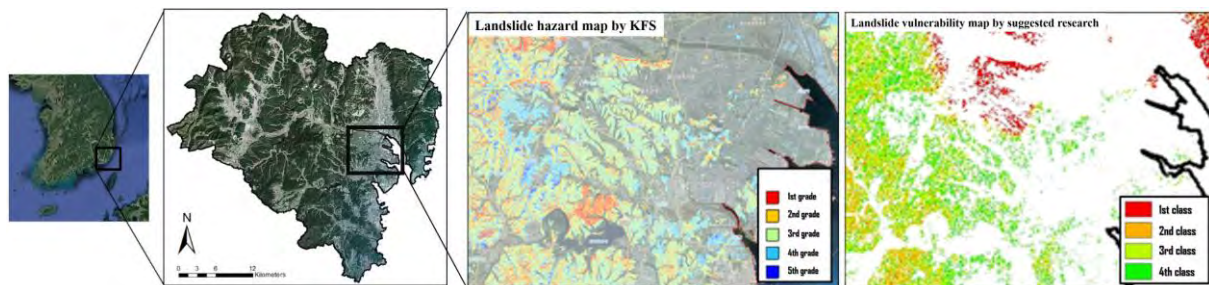 Landslide hazard map by KFS
Landslide vulnerability map by suggested research
N
0 3 6 12
Kilometers
1st grade
2nd grade
3rd grade
4th grade
5th grade
1st class
2nd class
3rd class
4th class